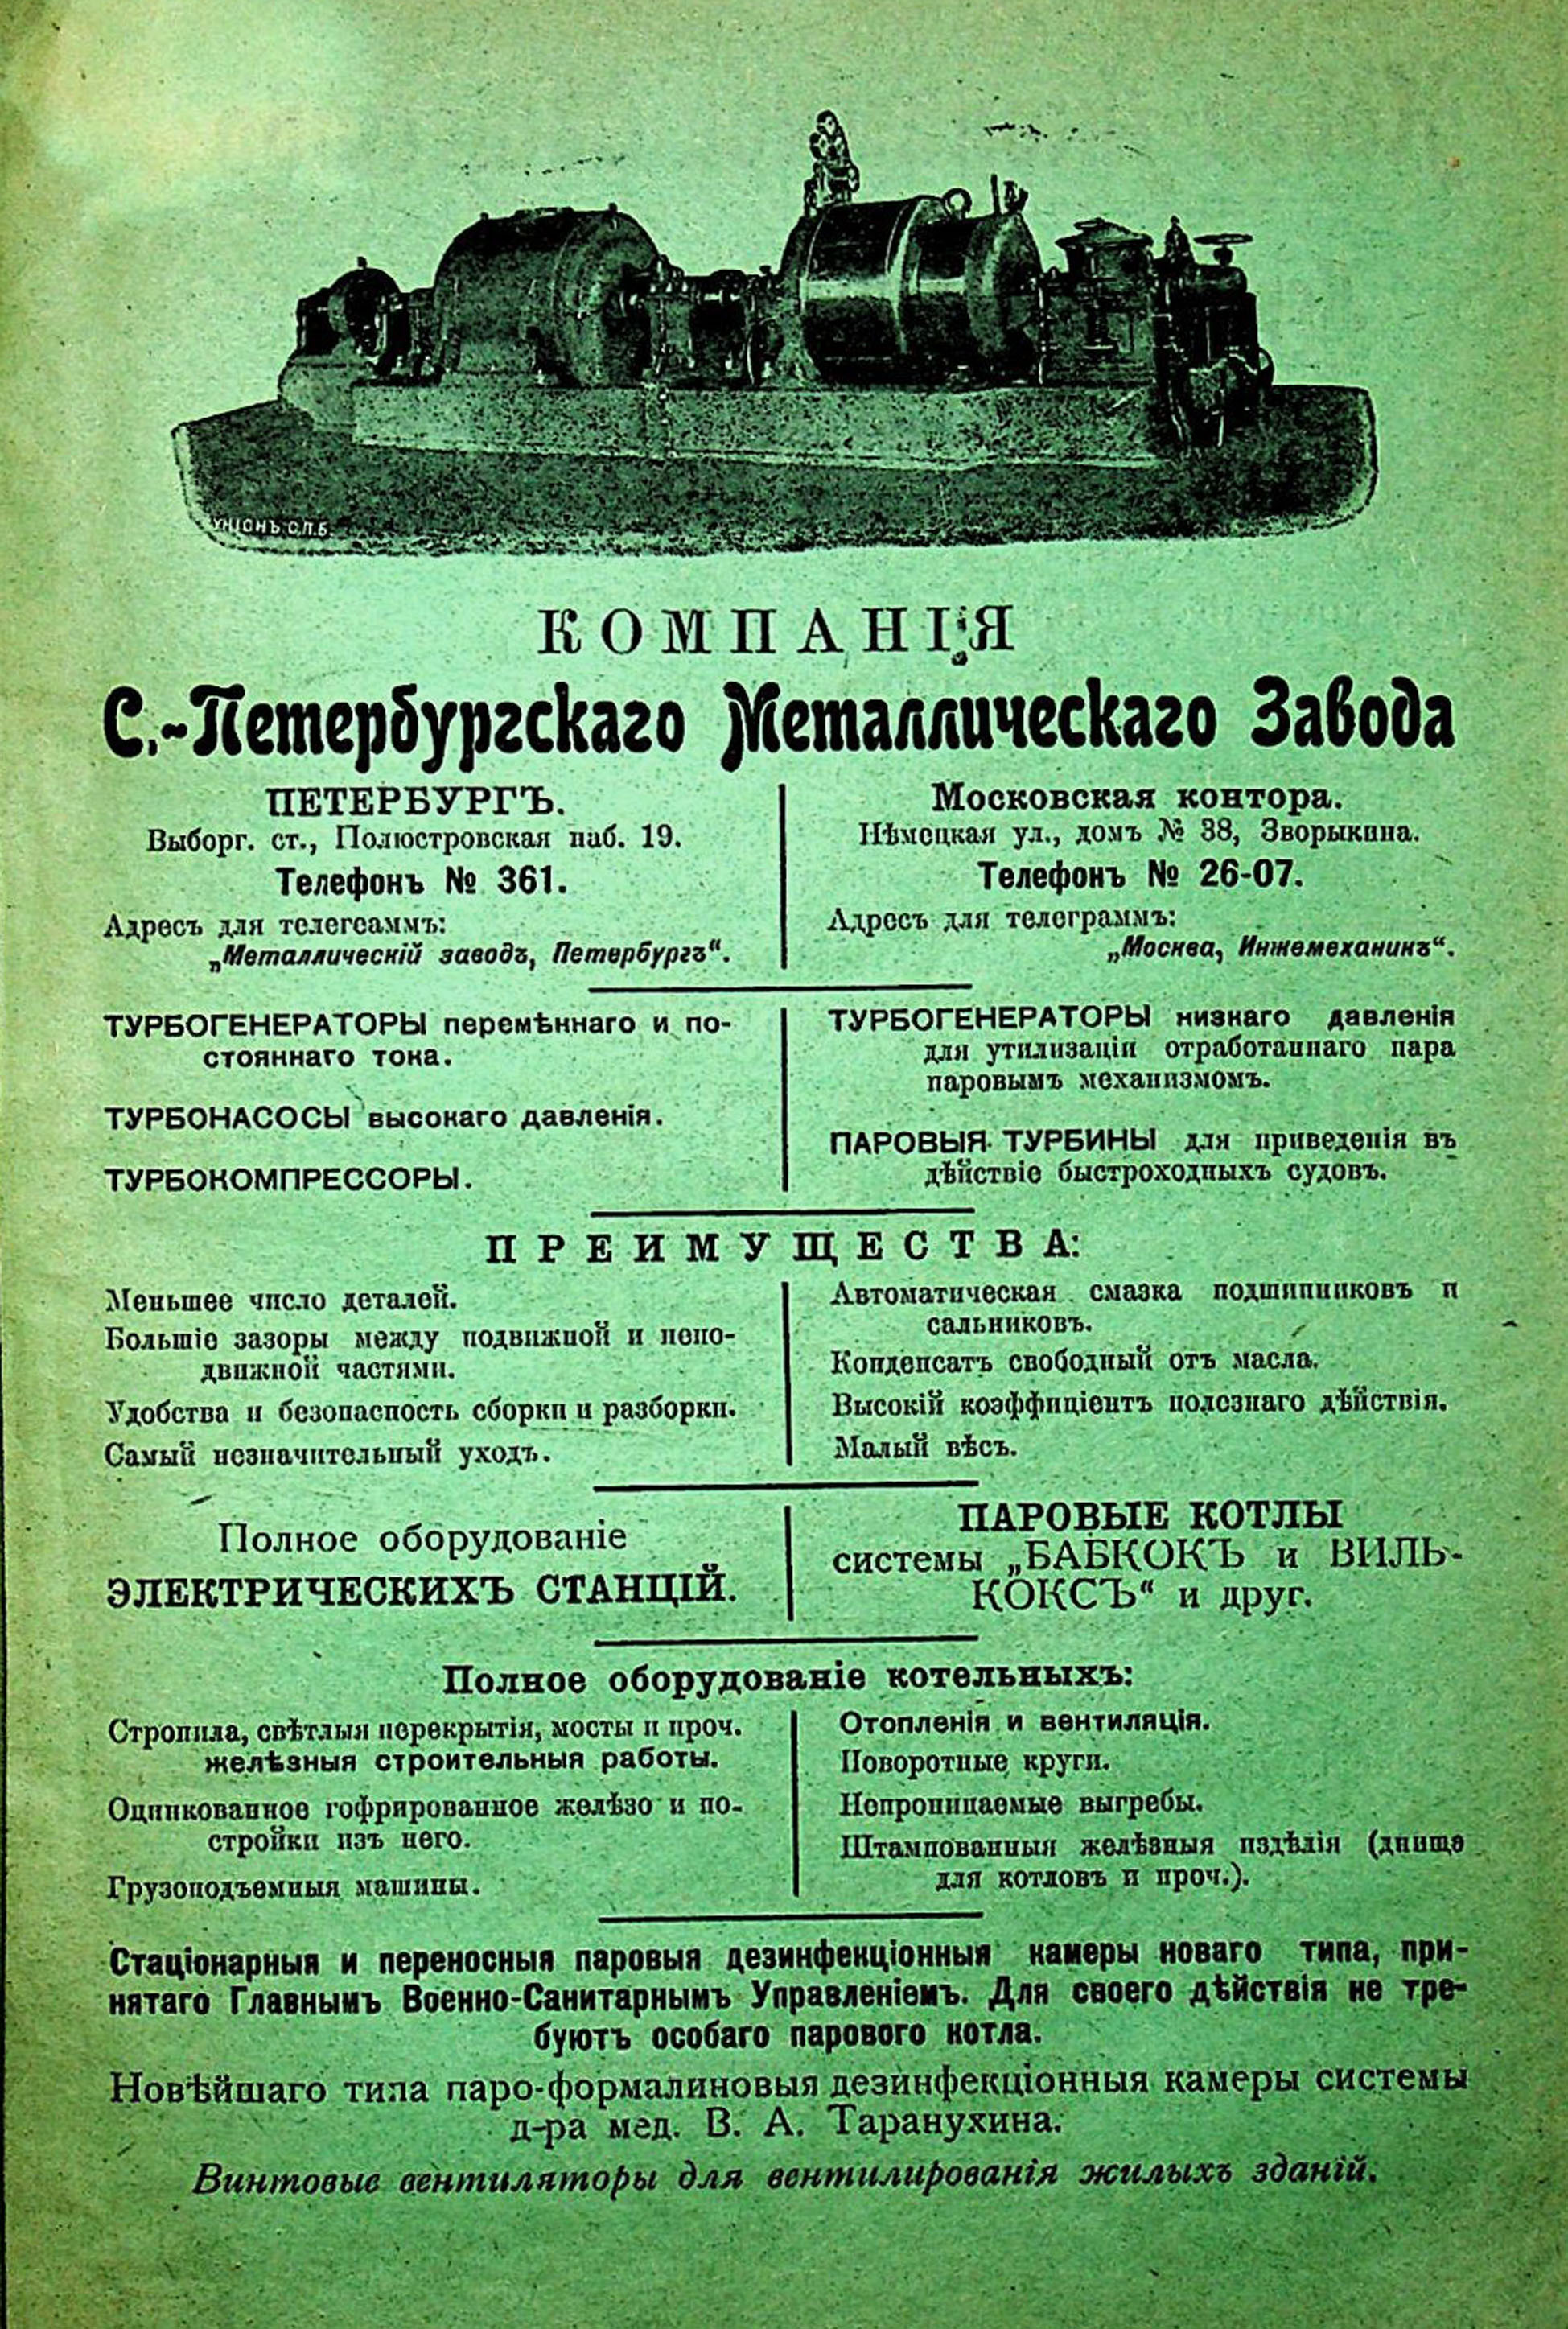 УНІОНЪ С.П.Б.
КОМПАНІЯ
С.-Петербургскаго Металлическаго Завода
ПЕТЕРБУРГЪ.
Выборг. ст., Полюстровская наб. 19.
Телефонъ № 361.
Адресъ для телегсаммъ:
„Металлическій заводъ, Петербургъ“.
Московская контора.
Нѣмецкая ул., домъ № 38, Зворыкина.
Телефонъ № 26-07.
Адресъ для телеграммъ:
„Москва, Инжемеханикъ“.
ТУРБОГЕНЕРАТОРЫ перемѣннаго и по-
стояннаго тока.
ТУРБОНАСОСЫ высокаго давленія.
ТУРБОКОМПРЕССОРЫ.
ТУРБОГЕНЕРАТОРЫ низкаго давленія
для утилизаціи отработаннаго пара
паровымъ механизмомъ.
ПАРОВЫЯ ТУРБИНЫ для приведенія въ
дѣйствіе быстроходныхъ судовъ.
ПРЕИМУЩЕСТВА:
Меньшее число деталей.
Большіе зазоры между подвижной и непо-
движной частями.
Удобства и безопасность сборки и разборки.
Самый незначительный уходъ.
Автоматическая смазка подшипниковъ и
сальниковъ.
Конденсатъ свободный отъ масла.
Высокій коэффиціентъ полезнаго дѣйствія.
Малый вѣсъ.
Полное оборудованіе
ЭЛЕКТРИЧЕСКИХЪ СТАНЦІЙ.
ПАРОВЫЕ КОТЛЫ
системы „БАБКОКЪ и ВИЛЬ-
КОКСЪ“ и друг.
Полное оборудованіе котельныхъ:
Стропила, свѣтлыя перекрытія, мосты и проч.
желѣзныя строительныя работы.
Оцинкованное гофрированное желѣзо и по-
стройки изъ него.
Грузоподъемныя машины.
Отопленія и вентиляція.
Поворотные круги.
Непроницаемые выгребы.
Штампованныя желѣзныя издѣлія (днище
для котловъ и проч.).
Стаціонарныя и переносныя паровыя дезинфекціонныя камеры новаго типа, при-
нятаго Главнымъ Военно-Санитарнымъ Управленіемъ. Для своего дѣйствія не тре-
буютъ особаго парового котла.
Новѣйшаго типа паро-формалиновыя дезинфекціонныя камеры системы
д-ра мед. В. А. Таранухина.
Винтовые вентиляторы для вентилированія жилыхъ зданій.